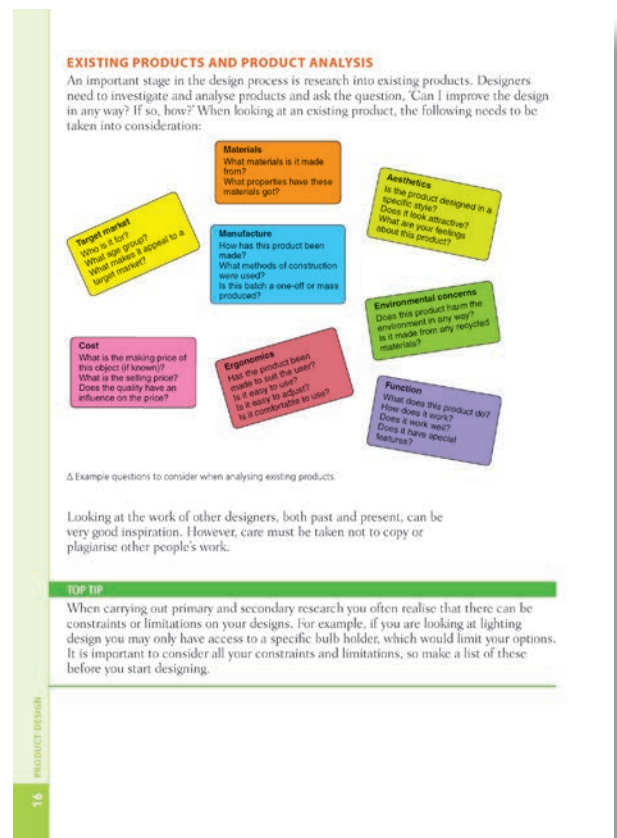 EXISTING PRODUCTS AND PRODUCT ANALYSIS
An important stage in the design process is research into existing products. Designers
need to investigate and analyse products and ask the question, 'Can I improve the design
in any way? If so, how?' When looking at an existing product, the following needs to be
taken into consideration:
Materials
What materials is it made
from?
What properties have these
materials got?
Aesthetics
Is the product designed in a
specific style?
Does it look attractive?
What are your feelings
about this product?
Target market
Who is it for?
What age group?
What makes it appeal to a
target market?
Manufacture
How has this product been
made?
What methods of construction
were used?
Is this batch a one-off or mass
produced?
Environmental concerns
Does this product harm the
environment in any way?
Is it made from any recycled
materials?
Cost
What is the making price of
this object (if known)?
What is the selling price?
Does the quality have an
influence on the price?
Ergonomics
Has the product been
made to suit the user?
Is it easy to use?
Is it easy to adjust?
Is it comfortable to use?
Function
What does this product do?
How does it work?
Does it work well?
Does it have special
features?
Δ Example questions to consider when analysing existing products.
Looking at the work of other designers, both past and present, can be
very good inspiration. However, care must be taken not to copy or
plagiarise other people's work.
TOP TIP
When carrying out primary and secondary research you often realise that there can be
constraints or limitations on your designs. For example, if you are looking at lighting
design you may only have access to a specific bulb holder, which would limit your options.
It is important to consider all your constraints and limitations, so make a list of these
before you start designing.
16 PRODUCT DESIGN